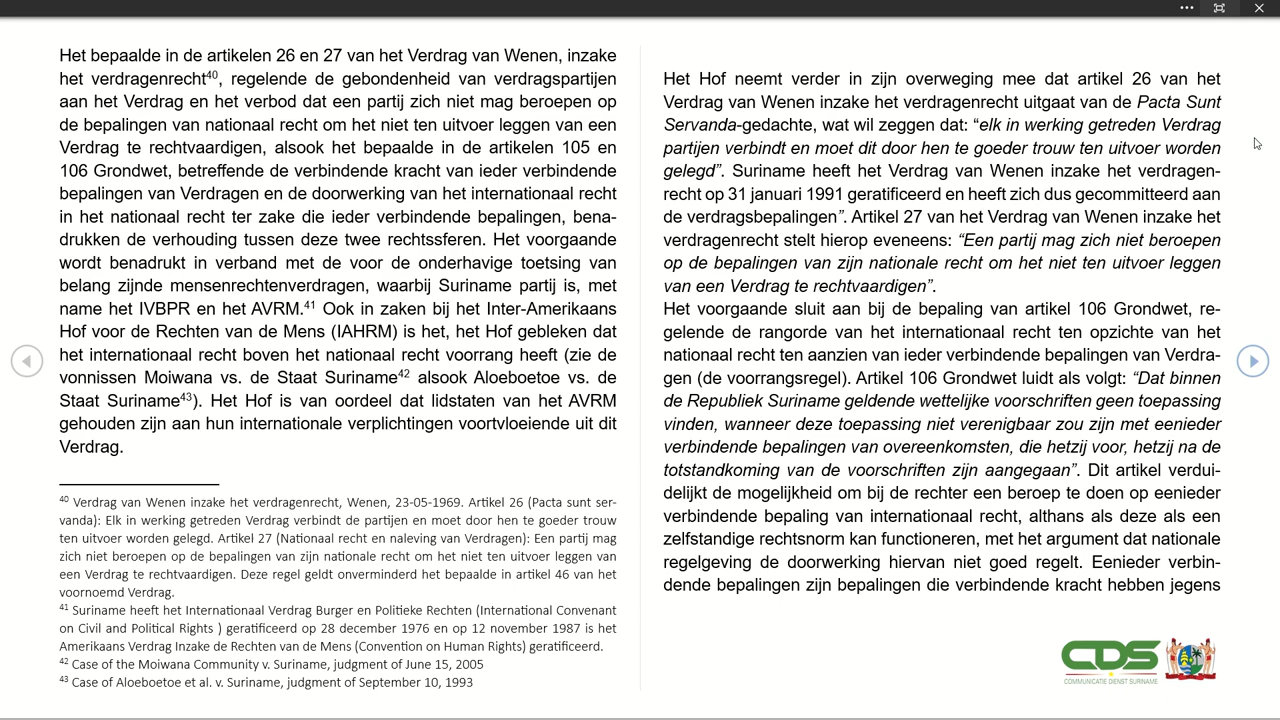 Het bepaalde in de artikelen 26 en 27 van het Verdrag van Wenen, inzake
het verdragenrecht40, regelende de gebondenheid van verdragspartijen
aan het Verdrag en het verbod dat een partij zich niet mag beroepen op
de bepalingen van nationaal recht om het niet ten uitvoer leggen van een
Verdrag te rechtvaardigen, alsook het bepaalde in de artikelen 105 en
106 Grondwet, betreffende de verbindende kracht van ieder verbindende
bepalingen van Verdragen en de doorwerking van het internationaal recht
in het nationaal recht ter zake die ieder verbindende bepalingen, bena-
drukken de verhouding tussen deze twee rechtssferen. Het voorgaande
wordt benadrukt in verband met de voor de onderhavige toetsing van
belang zijnde mensenrechtenverdragen, waarbij Suriname partij is, met
name het IVBPR en het AVRM.41 Ook in zaken bij het Inter-Amerikaans
Hof voor de Rechten van de Mens (IAHRM) is het, het Hof gebleken dat
het internationaal recht boven het nationaal recht voorrang heeft (zie de
vonnissen Moiwana vs. de Staat Suriname42 alsook Aloeboetoe vs. de
Staat Suriname43). Het Hof is van oordeel dat lidstaten van het AVRM
gehouden zijn aan hun internationale verplichtingen voortvloeiende uit dit
Verdrag.
40 Verdrag van Wenen inzake het verdragenrecht, Wenen, 23-05-1969. Artikel 26 (Pacta sunt ser-
vanda): Elk in werking getreden Verdrag verbindt de partijen en moet door hen te goeder trouw
ten uitvoer worden gelegd. Artikel 27 (Nationaal recht en naleving van Verdragen): Een partij mag
zich niet beroepen op de bepalingen van zijn nationale recht om het niet ten uitvoer leggen van
een Verdrag te rechtvaardigen. Deze regel geldt onverminderd het bepaalde in artikel 46 van het
voornoemd Verdrag.
41 Suriname heeft het Internationaal Verdrag Burger en Politieke Rechten (International Convenant
on Civil and Political Rights ) geratificeerd op 28 december 1976 en op 12 november 1987 is het
Amerikaans Verdrag Inzake de Rechten van de Mens (Convention on Human Rights) geratificeerd.
42 Case of the Moiwana Community v. Suriname, judgment of June 15, 2005
43 Case of Aloeboetoe et al. v. Suriname, judgment of September 10, 1993
Het Hof neemt verder in zijn overweging mee dat artikel 26 van het
Verdrag van Wenen inzake het verdragenrecht uitgaat van de Pacta Sunt
Servanda-gedachte, wat wil zeggen dat: “elk in werking getreden Verdrag
partijen verbindt en moet dit door hen te goeder trouw ten uitvoer worden
gelegd”. Suriname heeft het Verdrag van Wenen inzake het verdragen-
recht op 31 januari 1991 geratificeerd en heeft zich dus gecommitteerd aan
de verdragsbepalingen”. Artikel 27 van het Verdrag van Wenen inzake het
verdragenrecht stelt hierop eveneens: “Een partij mag zich niet beroepen
op de bepalingen van zijn nationale recht om het niet ten uitvoer leggen
van een Verdrag te rechtvaardigen”.
Het voorgaande sluit aan bij de bepaling van artikel 106 Grondwet, re-
gelende de rangorde van het internationaal recht ten opzichte van het
nationaal recht ten aanzien van ieder verbindende bepalingen van Verdra-
gen (de voorrangsregel). Artikel 106 Grondwet luidt als volgt: “Dat binnen
de Republiek Suriname geldende wettelijke voorschriften geen toepassing
vinden, wanneer deze toepassing niet verenigbaar zou zijn met eenieder
verbindende bepalingen van overeenkomsten, die hetzij voor, hetzij na de
totstandkoming van de voorschriften zijn aangegaan”. Dit artikel verdui-
delijkt de mogelijkheid om bij de rechter een beroep te doen op eenieder
verbindende bepaling van internationaal recht, althans als deze als een
zelfstandige rechtsnorm kan functioneren, met het argument dat nationale
regelgeving de doorwerking hiervan niet goed regelt. Eenieder verbin-
dende bepalingen zijn bepalingen die verbindende kracht hebben jegens
CDS
COMMUNICATIE DIENST SURINAME